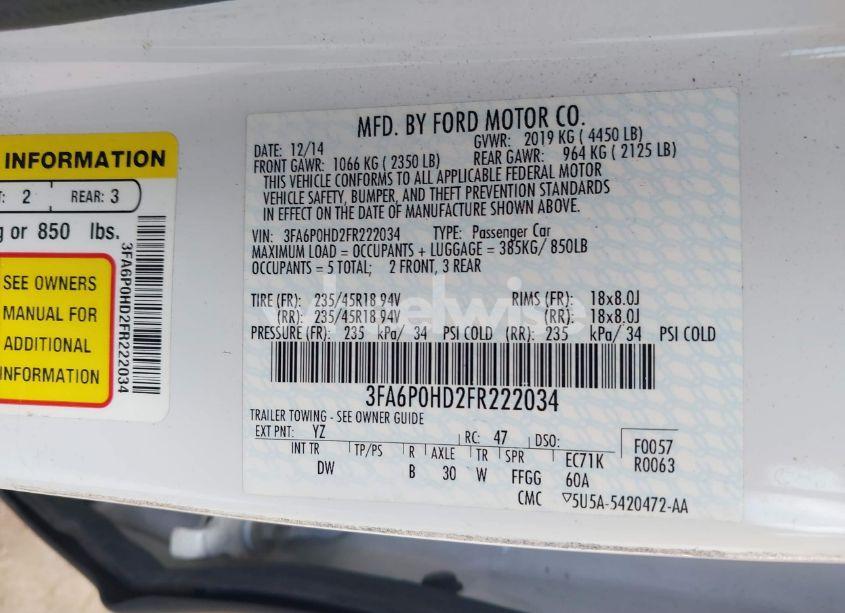 INFORMATION
T: 2 REAR: 3
g or 850 lbs.
SEE OWNERS
MANUAL FOR
ADDITIONAL
INFORMATION
3FA6P0HD2FR222034
MFD. BY FORD MOTOR CO.
DATE: 12/14 GVWR: 2019 KG ( 4450 LB)
FRONT GAWR: 1066 KG ( 2350 LB) REAR GAWR: 964 KG ( 2125 LB)
THIS VEHICLE CONFORMS TO ALL APPLICABLE FEDERAL MOTOR
VEHICLE SAFETY, BUMPER, AND THEFT PREVENTION STANDARDS
IN EFFECT ON THE DATE OF MANUFACTURE SHOWN ABOVE.
VIN: 3FA6P0HD2FR222034 TYPE: Passenger Car
MAXIMUM LOAD = OCCUPANTS + LUGGAGE = 385KG/ 850LB
OCCUPANTS = 5 TOTAL; 2 FRONT, 3 REAR
TIRE (FR): 235/45R18 94V RIMS (FR): 18x8.0J
(RR): 235/45R18 94V (RR): 18x8.0J
PRESSURE (FR): 235 kPa/ 34 PSI COLD (RR): 235 kPa/ 34 PSI COLD
3FA6P0HD2FR222034
TRAILER TOWING - SEE OWNER GUIDE
EXT PNT: YZ RC: 47 DSO: F0057
INT TR TP/PS R AXLE TR SPR EC71K R0063
DW B 30 W FFGG 60A
CMC ▽5U5A-5420472-AA